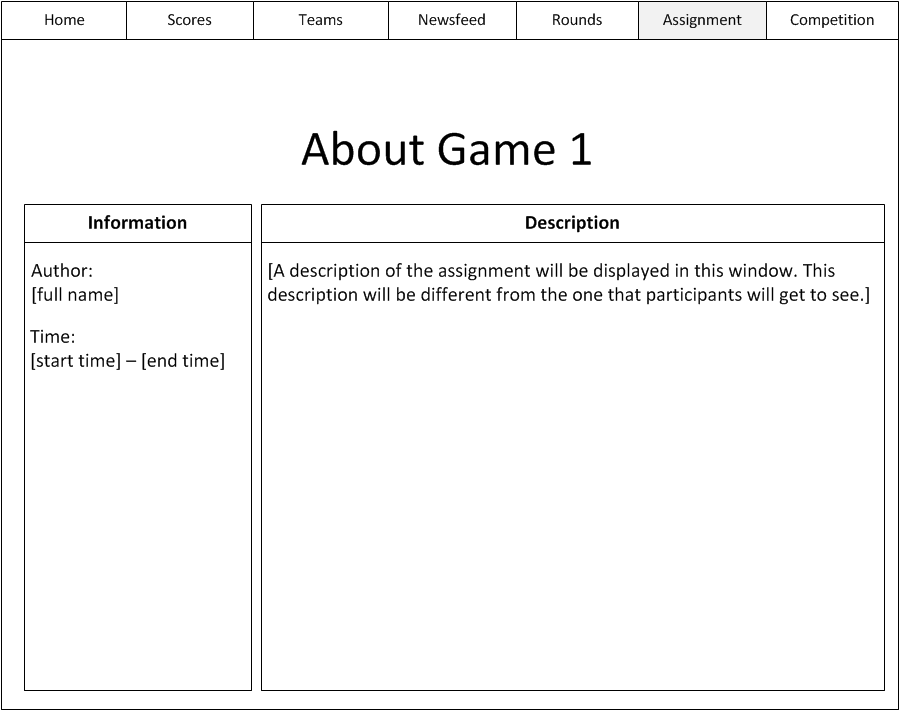 Home Scores Teams Newsfeed Rounds Assignment Competition
About Game 1
Information
Author:
[full name]
Time:
[start time] – [end time]
Description
[A description of the assignment will be displayed in this window. This
description will be different from the one that participants will get to see.]